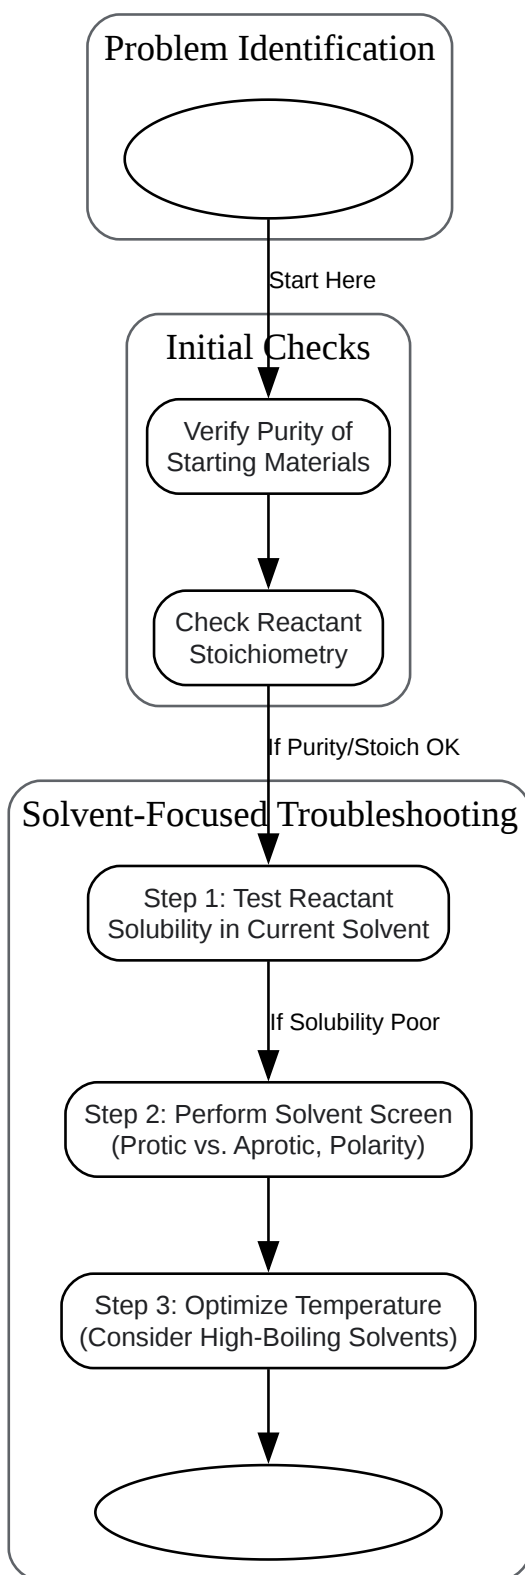 Problem Identification
Start Here
Initial Checks
Verify Purity of
Starting Materials
Check Reactant
Stoichiometry
If Purity/Stoich OK
Solvent-Focused Troubleshooting
Step 1: Test Reactant
Solubility in Current Solvent
If Solubility Poor
Step 2: Perform Solvent Screen
(Protic vs. Aprotic, Polarity)
Step 3: Optimize Temperature
(Consider High-Boiling Solvents)